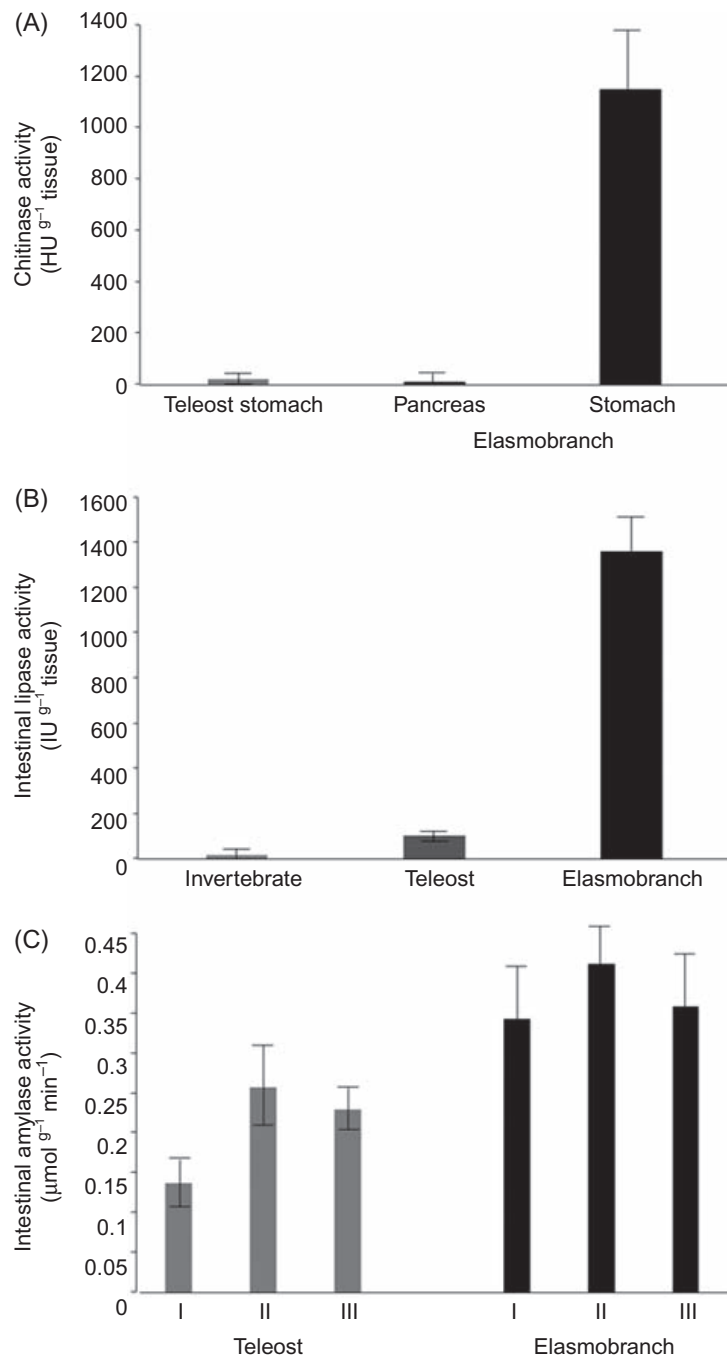 (A)
Chitinase activity
(HU g–1 tissue)
1400
1200
1000
800
600
400
200
0
Teleost stomach Pancreas Stomach
Elasmobranch
(B)
Intestinal lipase activity
(IU g–1 tissue)
1600
1400
1200
1000
800
600
400
200
0
Invertebrate Teleost Elasmobranch
(C)
Intestinal amylase activity
(μmol g–1 min–1)
0.45
0.4
0.35
0.3
0.25
0.2
0.15
0.1
0.05
0
I II III I II III
Teleost Elasmobranch